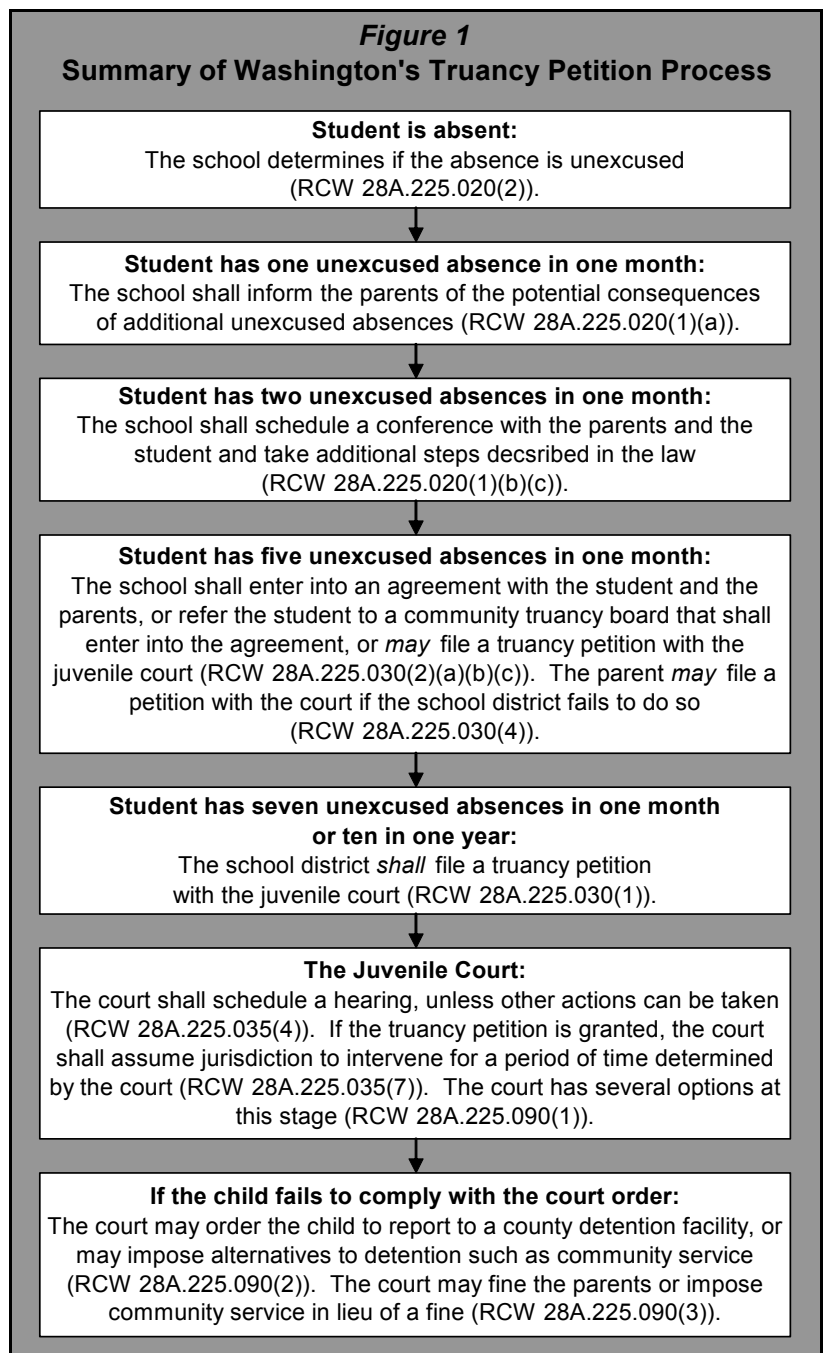 Figure 1
Summary of Washington's Truancy Petition Process
Student is absent:
The school determines if the absence is unexcused
(RCW 28A.225.020(2)).
Student has one unexcused absence in one month:
The school shall inform the parents of the potential consequences
of additional unexcused absences (RCW 28A.225.020(1)(a)).
Student has two unexcused absences in one month:
The school shall schedule a conference with the parents and the
student and take additional steps decsribed in the law
(RCW 28A.225.020(1)(b)(c)).
Student has five unexcused absences in one month:
The school shall enter into an agreement with the student and the
parents, or refer the student to a community truancy board that shall
enter into the agreement, or may file a truancy petition with the
juvenile court (RCW 28A.225.030(2)(a)(b)(c)).  The parent may file a
petition with the court if the school district fails to do so
(RCW 28A.225.030(4)).
Student has seven unexcused absences in one month
or ten in one year:
The school district shall file a truancy petition
with the juvenile court (RCW 28A.225.030(1)).
The Juvenile Court:
The court shall schedule a hearing, unless other actions can be taken
(RCW 28A.225.035(4)).  If the truancy petition is granted, the court
shall assume jurisdiction to intervene for a period of time determined
by the court (RCW 28A.225.035(7)).  The court has several options at
this stage (RCW 28A.225.090(1)).
If the child fails to comply with the court order:
The court may order the child to report to a county detention facility, or
may impose alternatives to detention such as community service
(RCW 28A.225.090(2)).  The court may fine the parents or impose
community service in lieu of a fine (RCW 28A.225.090(3)).